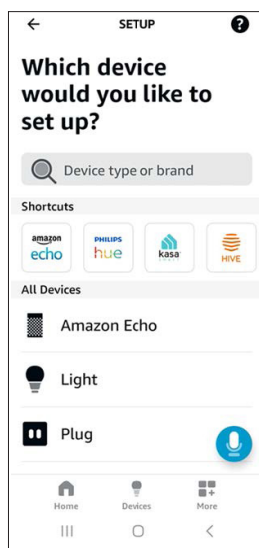 SETUP
?
Which device
would you like to
set up?
Device type or brand
Shortcuts
amazon
echo
PHILIPS
hue
kasa
HIVE
All Devices
Amazon Echo
Light
Plug
Home
Devices
More